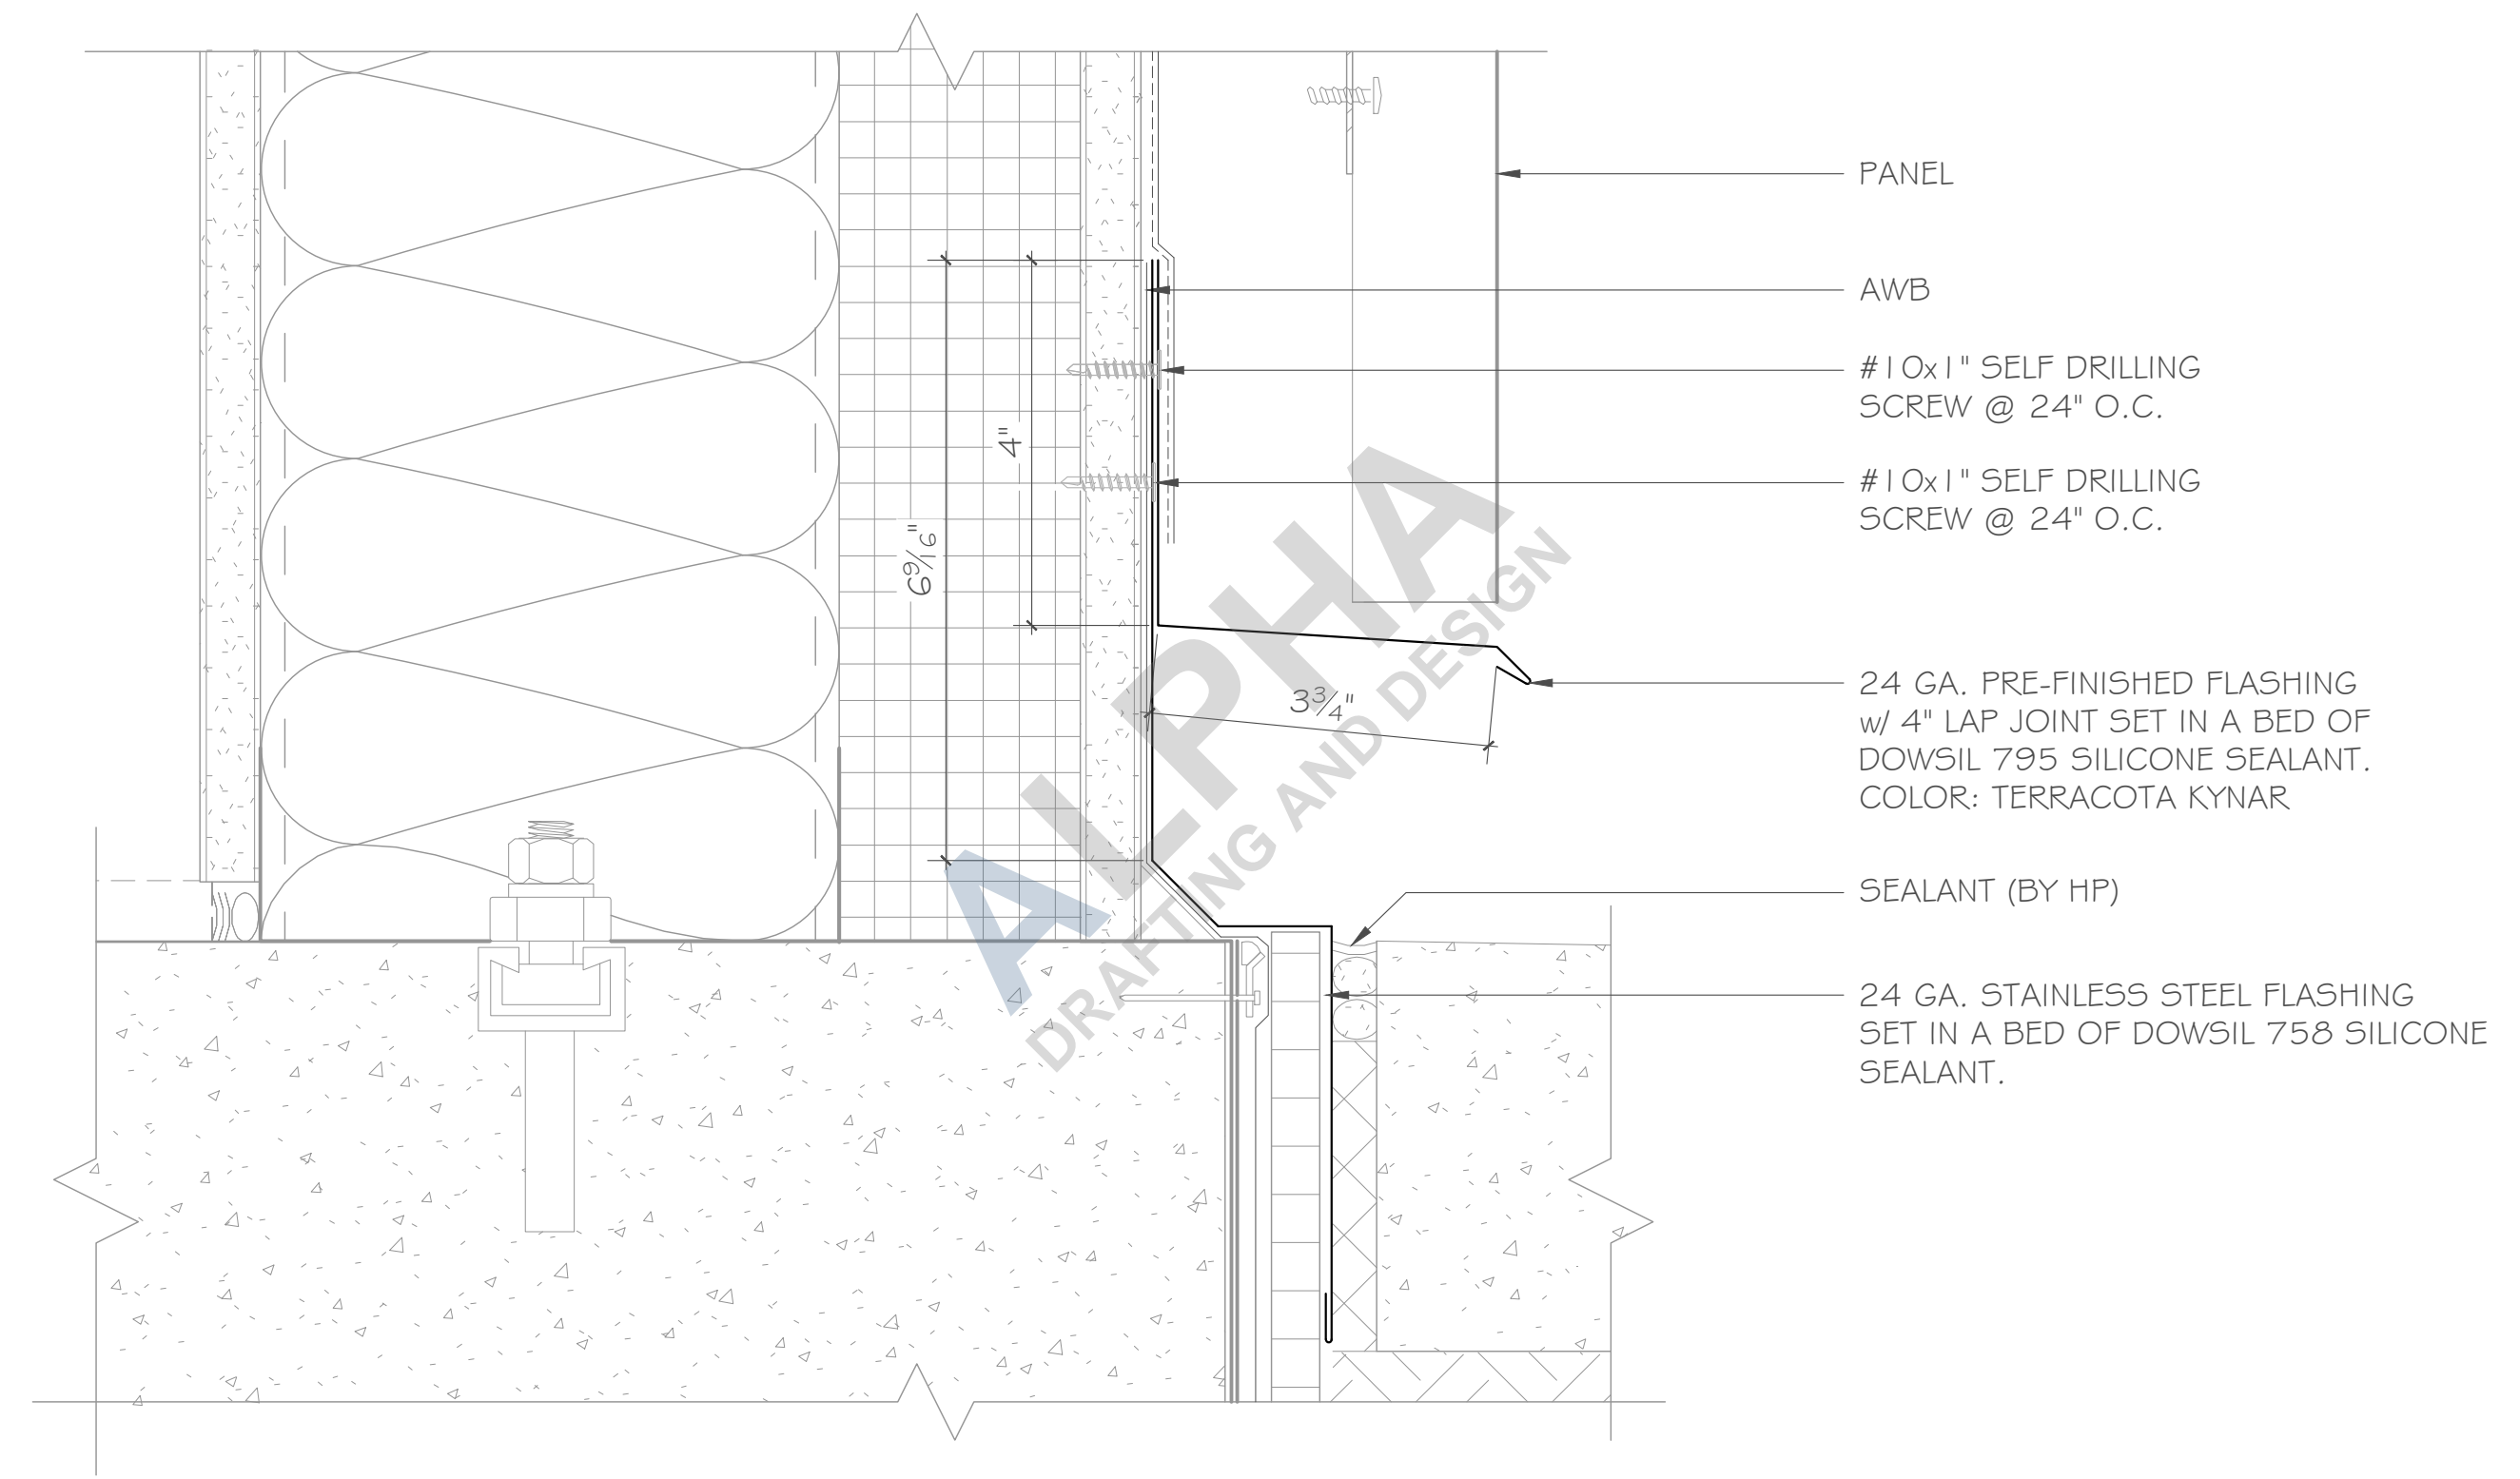 PANEL
AWB
#10x1" SELF DRILLING
SCREW @ 24" O.C.
#10x1" SELF DRILLING
SCREW @ 24" O.C.
4"
6 9/16"
3 3/4"
24 GA. PRE-FINISHED FLASHING
w/ 4" LAP JOINT SET IN A BED OF
DOWSIL 795 SILICONE SEALANT.
COLOR: TERRACOTA KYNAR
SEALANT (BY HP)
24 GA. STAINLESS STEEL FLASHING
SET IN A BED OF DOWSIL 758 SILICONE
SEALANT.
ALPHA
DRAFTING AND DESIGN